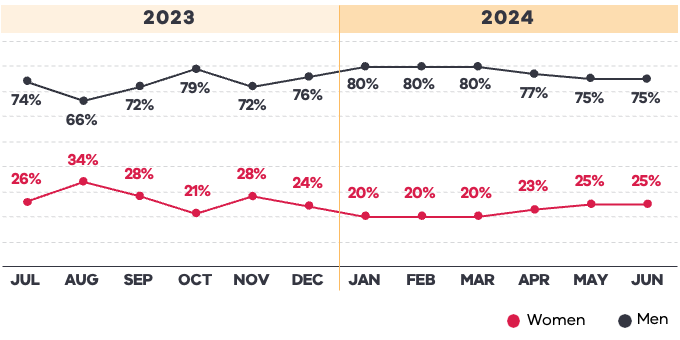 2023 2024
74% 66% 72% 79% 72% 76% 80% 80% 80% 77% 75% 75%
26% 34% 28% 21% 28% 24% 20% 20% 20% 23% 25% 25%
JUL AUG SEP OCT NOV DEC JAN FEB MAR APR MAY JUN
Women Men